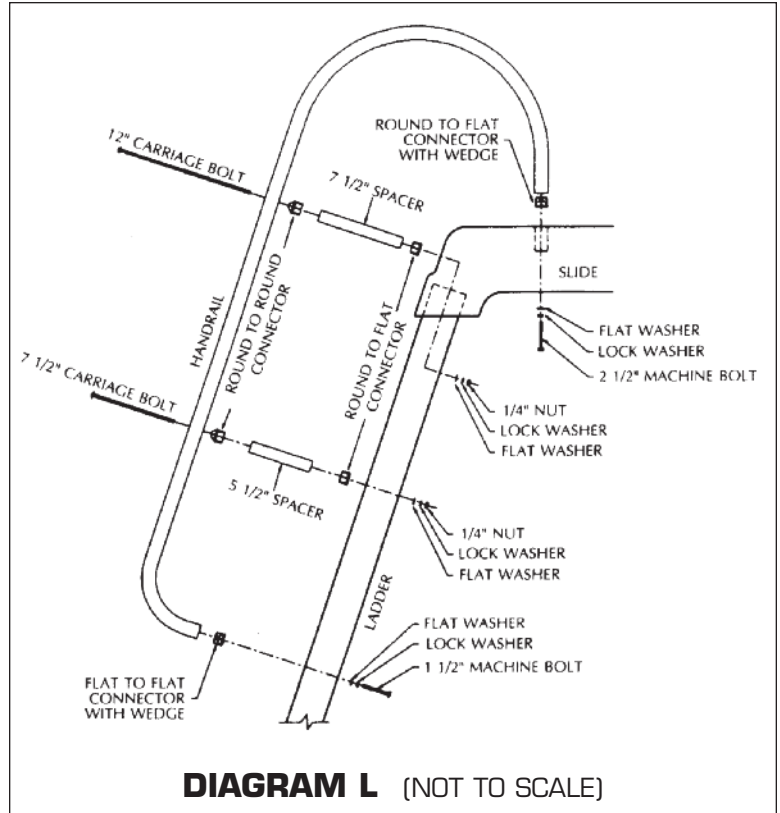 ROUND TO FLAT
CONNECTOR
WITH WEDGE
12" CARRIAGE BOLT
7 1/2" SPACER
SLIDE
HANDRAIL
ROUND TO ROUND
CONNECTOR
ROUND TO FLAT
CONNECTOR
FLAT WASHER
LOCK WASHER
2 1/2" MACHINE BOLT
7 1/2" CARRIAGE BOLT
1/4" NUT
LOCK WASHER
FLAT WASHER
5 1/2" SPACER
1/4" NUT
LOCK WASHER
FLAT WASHER
LADDER
FLAT WASHER
LOCK WASHER
1 1/2" MACHINE BOLT
FLAT TO FLAT
CONNECTOR
WITH WEDGE
DIAGRAM L (NOT TO SCALE)